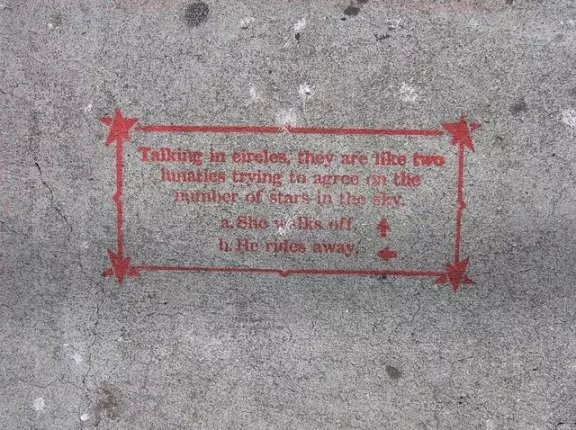 Talking in circles, they are like two
lunatics trying to agree on the
number of stars in the sky.
a. She walks off.
b. He rides away.